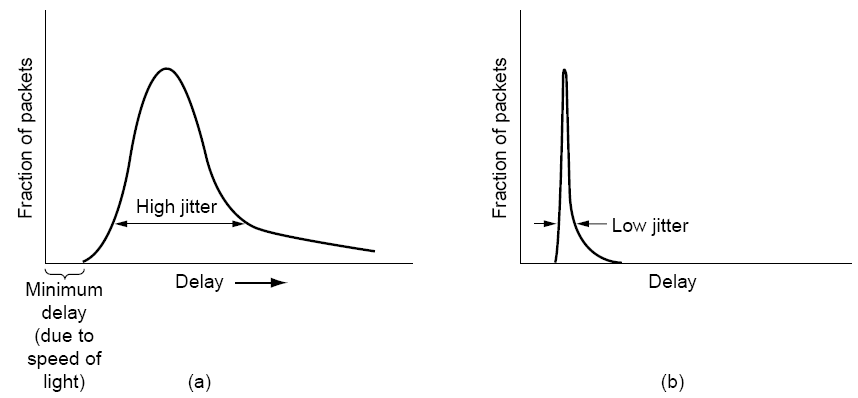 Fraction of packets
High jitter
Minimum
delay
(due to
speed of
light)
Delay
(a)
Fraction of packets
Low jitter
Delay
(b)